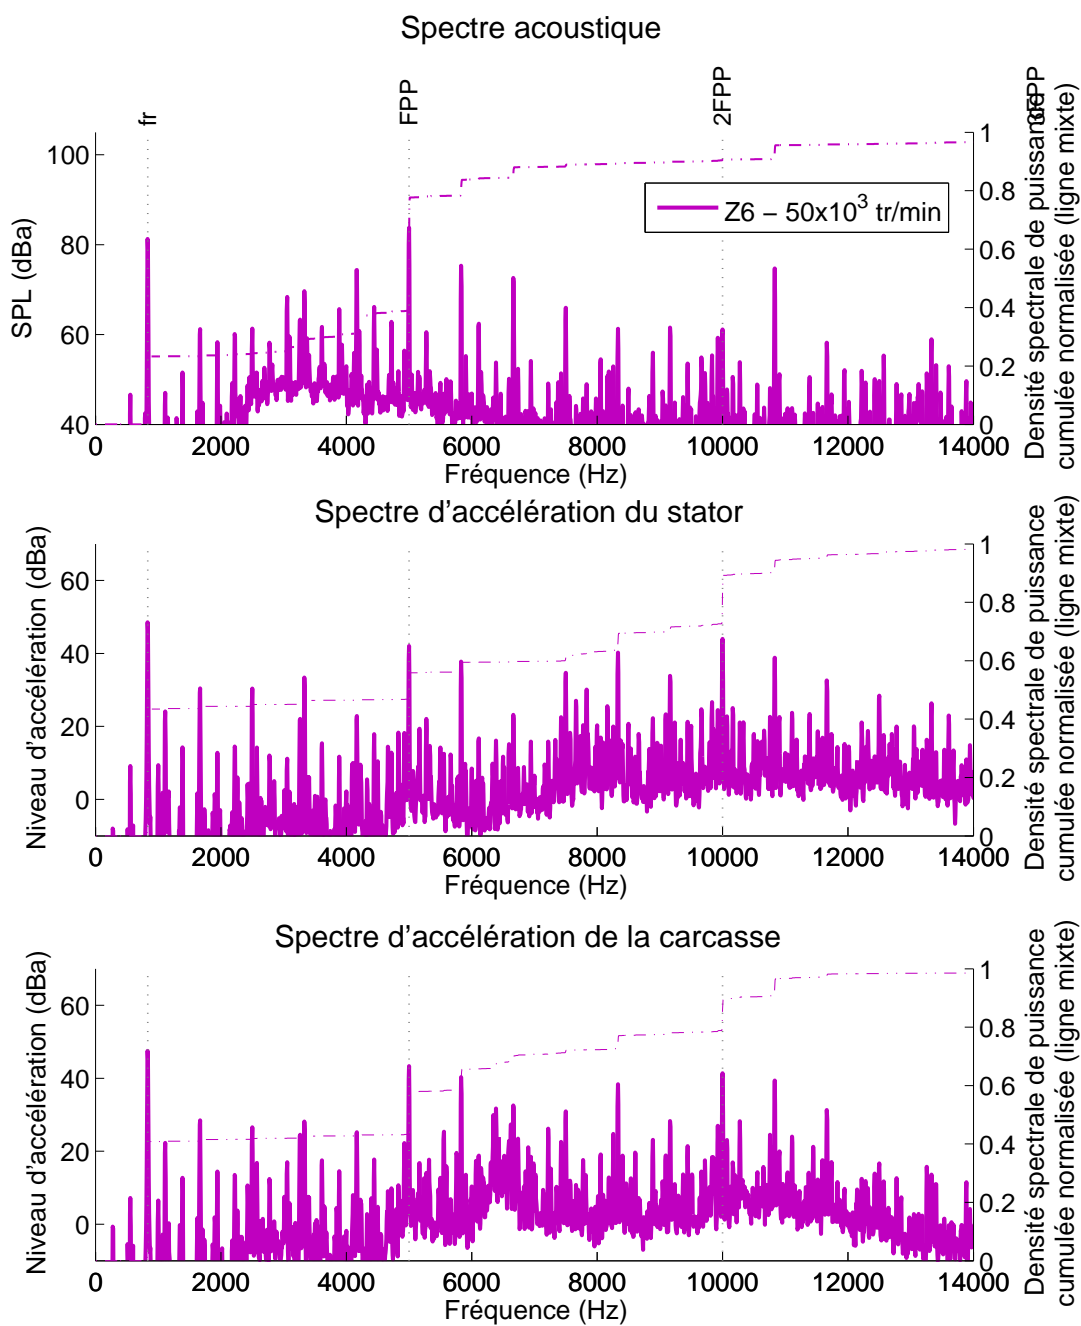 Spectre acoustique
fr
FPP
2FPP
3FPP
100
80
60
40
SPL (dBa)
1
0.8
0.6
0.4
0.2
0
Densité spectrale de puissance
cumulée normalisée (ligne mixte)
Z6 − 50x10³ tr/min
0 2000 4000 6000 8000 10000 12000 14000
Fréquence (Hz)
Spectre d'accélération du stator
60
40
20
0
Niveau d'accélération (dBa)
1
0.8
0.6
0.4
0.2
0
Densité spectrale de puissance
cumulée normalisée (ligne mixte)
0 2000 4000 6000 8000 10000 12000 14000
Fréquence (Hz)
Spectre d'accélération de la carcasse
60
40
20
0
Niveau d'accélération (dBa)
1
0.8
0.6
0.4
0.2
0
Densité spectrale de puissance
cumulée normalisée (ligne mixte)
0 2000 4000 6000 8000 10000 12000 14000
Fréquence (Hz)